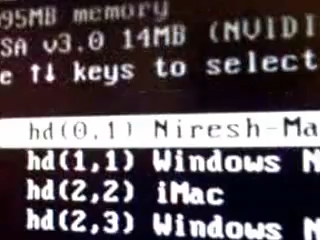 95MB memory
SA v3.0 14MB (NVIDI
e ↑↓ keys to select
hd(0,1) Niresh-Ma
hd(1,1) Windows N
hd(2,2) iMac
hd(2,3) Windows N